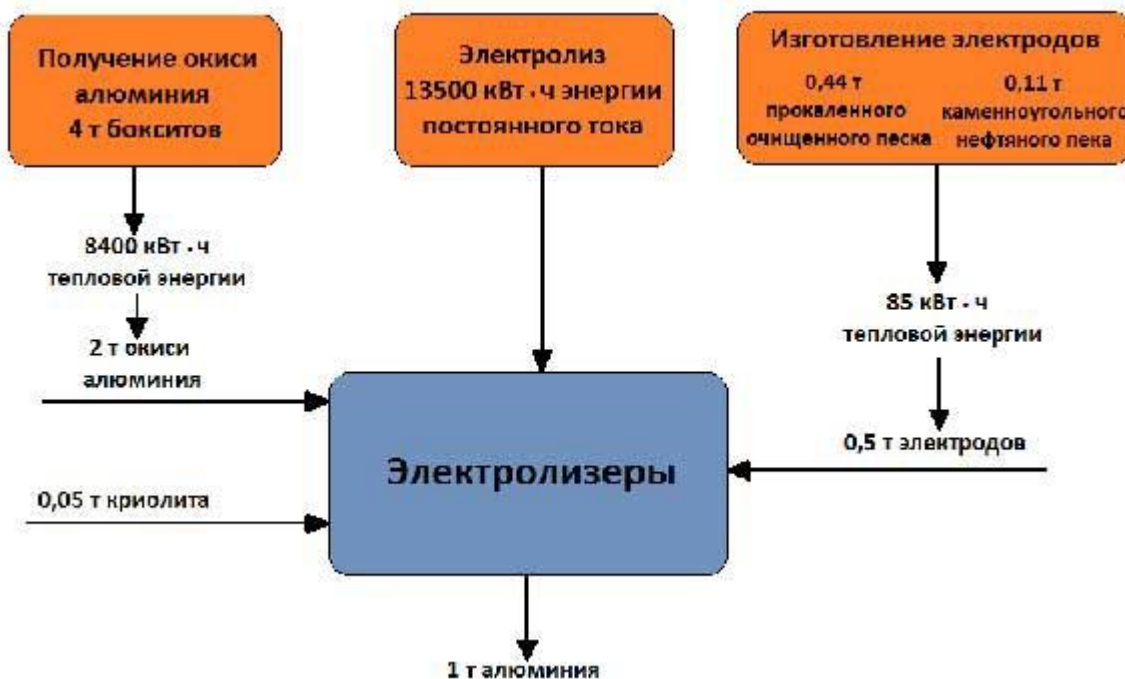 Получение окиси
алюминия
4 т бокситов
Электролиз
13500 кВт · ч энергии
постоянного тока
Изготовление электродов
0,44 т
прокаленного
очищенного песка
0,11 т
каменноугольного
нефтяного пека
8400 кВт · ч
тепловой энергии
2 т окиси
алюминия
85 кВт · ч
тепловой энергии
0,5 т электродов
Электролизеры
0,05 т криолита
1 т алюминия